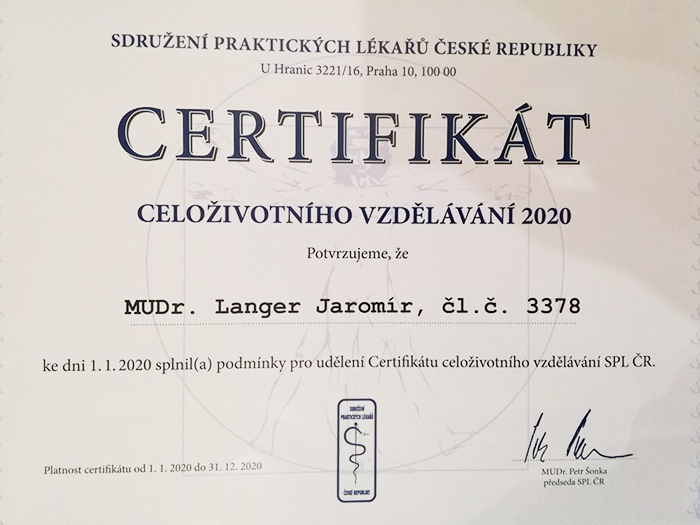 SDRUŽENÍ PRAKTICKÝCH LÉKAŘŮ ČESKÉ REPUBLIKY
U Hranic 3221/16, Praha 10, 100 00
CERTIFIKÁT
CELOŽIVOTNÍHO VZDĚLÁVÁNÍ 2020
Potvrzujeme, že
MUDr. Langer Jaromír, čl.č. 3378
ke dni 1. 1. 2020 splnil(a) podmínky pro udělení Certifikátu celoživotního vzdělávání SPL ČR.
SDRUŽENÍ
PRAKTICKÝCH LÉKAŘŮ
ČESKÉ REPUBLIKY
Platnost certifikátu od 1. 1. 2020 do 31. 12. 2020
MUDr. Petr Šonka
předseda SPL ČR